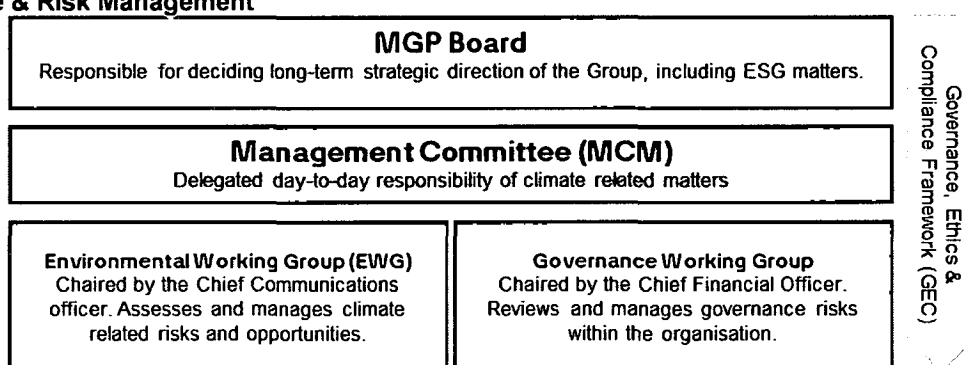 & Risk Management
MGP Board
Responsible for deciding long-term strategic direction of the Group, including ESG matters.
Management Committee (MCM)
Delegated day-to-day responsibility of climate related matters
Environmental Working Group (EWG)
Chaired by the Chief Communications
officer. Assesses and manages climate
related risks and opportunities.
Governance Working Group
Chaired by the Chief Financial Officer.
Reviews and manages governance risks
within the organisation.
Governance, Ethics &
Compliance Framework (GEC)